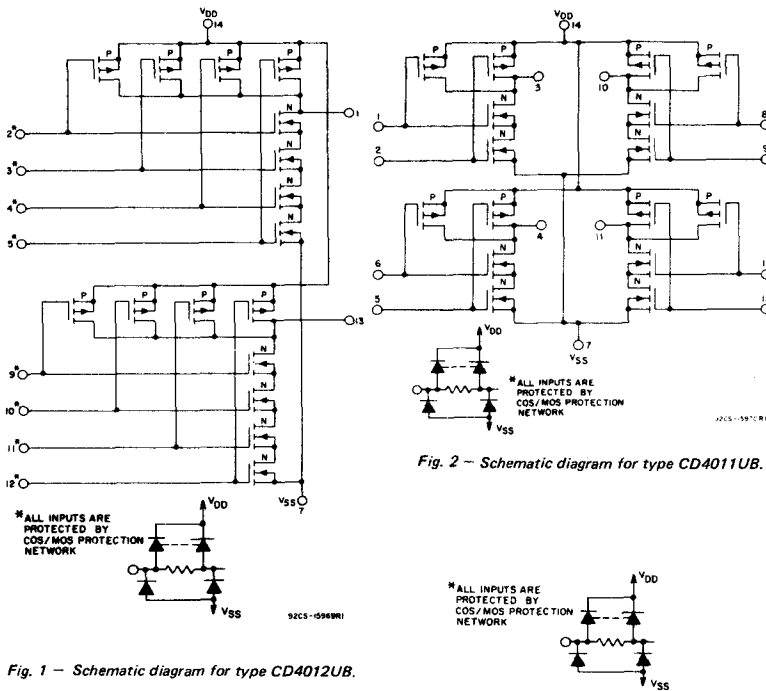 VDD
14
P P P P
N
1
2*
3*
N
4*
N
5*
N
P P P P
13
N
9*
N
10*
N
11*
N
12*
VSS
7
*ALL INPUTS ARE
PROTECTED BY
COS/MOS PROTECTION
NETWORK
VDD
VSS
92CS-15969R1
Fig. 1 – Schematic diagram for type CD4012UB.
VDD
14
P P P P
3 10
N N
1 8
N N
2 9
P P P P
4 11
N N
6
N N
5
7
VSS
VDD
*ALL INPUTS ARE
PROTECTED BY
COS/MOS PROTECTION
NETWORK
VSS
Fig. 2 – Schematic diagram for type CD4011UB.
*ALL INPUTS ARE
PROTECTED BY
COS/MOS PROTECTION
NETWORK
VDD
VSS